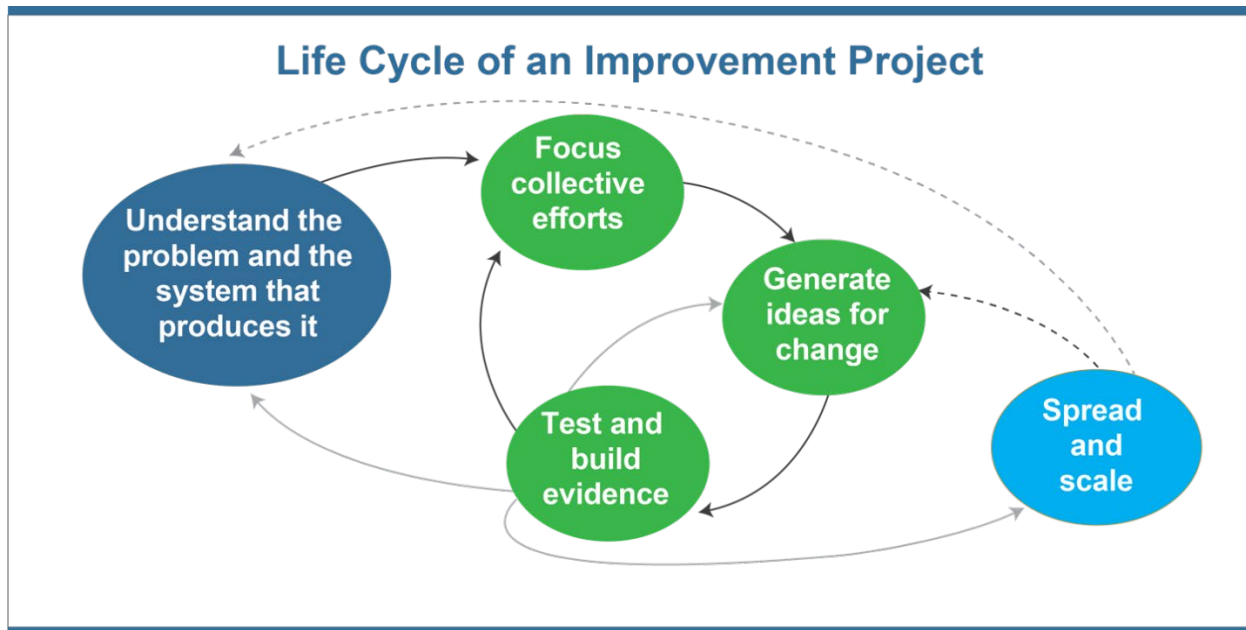 Life Cycle of an Improvement Project
Focus
collective
efforts
Understand the
problem and the
system that
produces it
Generate
ideas for
change
Test and
build
evidence
Spread
and
scale